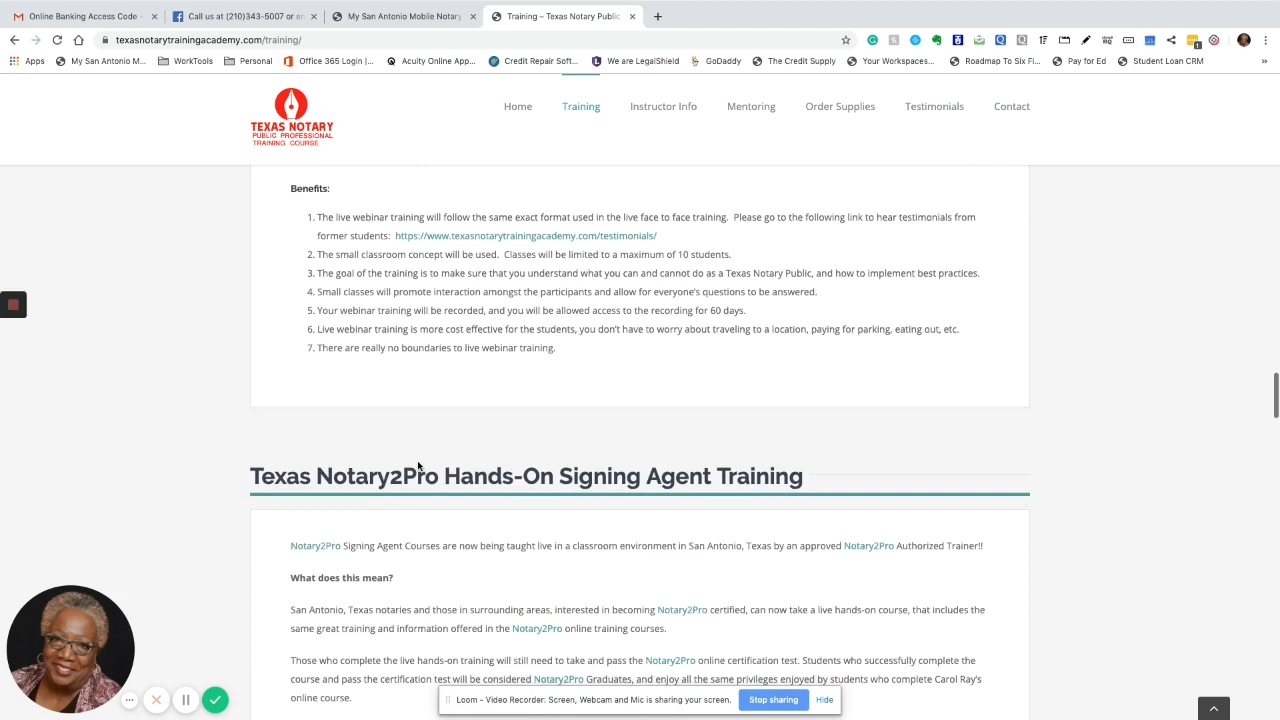 Online Banking Access Code -
Call us at (210)343-5007 or en
My San Antonio Mobile Notary
Training – Texas Notary Public
texasnotarytrainingacademy.com/training/
Apps
My San Antonio M...
WorkTools
Personal
Office 365 Login |...
Acuity Online App...
Credit Repair Soft...
We are LegalShield
GoDaddy
The Credit Supply
Your Workspaces...
Roadmap To Six Fi...
Pay for Ed
Student Loan CRM
»
TEXAS NOTARY
PUBLIC PROFESSIONAL
TRAINING COURSE
Home
Training
Instructor Info
Mentoring
Order Supplies
Testimonials
Contact
Benefits:
1. The live webinar training will follow the same exact format used in the live face to face training. Please go to the following link to hear testimonials from
former students: https://www.texasnotarytrainingacademy.com/testimonials/
2. The small classroom concept will be used. Classes will be limited to a maximum of 10 students.
3. The goal of the training is to make sure that you understand what you can and cannot do as a Texas Notary Public, and how to implement best practices.
4. Small classes will promote interaction amongst the participants and allow for everyone's questions to be answered.
5. Your webinar training will be recorded, and you will be allowed access to the recording for 60 days.
6. Live webinar training is more cost effective for the students, you don't have to worry about traveling to a location, paying for parking, eating out, etc.
7. There are really no boundaries to live webinar training.
Texas Notary2Pro Hands-On Signing Agent Training
Notary2Pro Signing Agent Courses are now being taught live in a classroom environment in San Antonio, Texas by an approved Notary2Pro Authorized Trainer!!
What does this mean?
San Antonio, Texas notaries and those in surrounding areas, interested in becoming Notary2Pro certified, can now take a live hands-on course, that includes the
same great training and information offered in the Notary2Pro online training courses.
Those who complete the live hands-on training will still need to take and pass the Notary2Pro online certification test. Students who successfully complete the
course and pass the certification test will be considered Notary2Pro Graduates, and enjoy all the same privileges enjoyed by students who complete Carol Ray's
online course.
Loom – Video Recorder: Screen, Webcam and Mic is sharing your screen.
Stop sharing
Hide